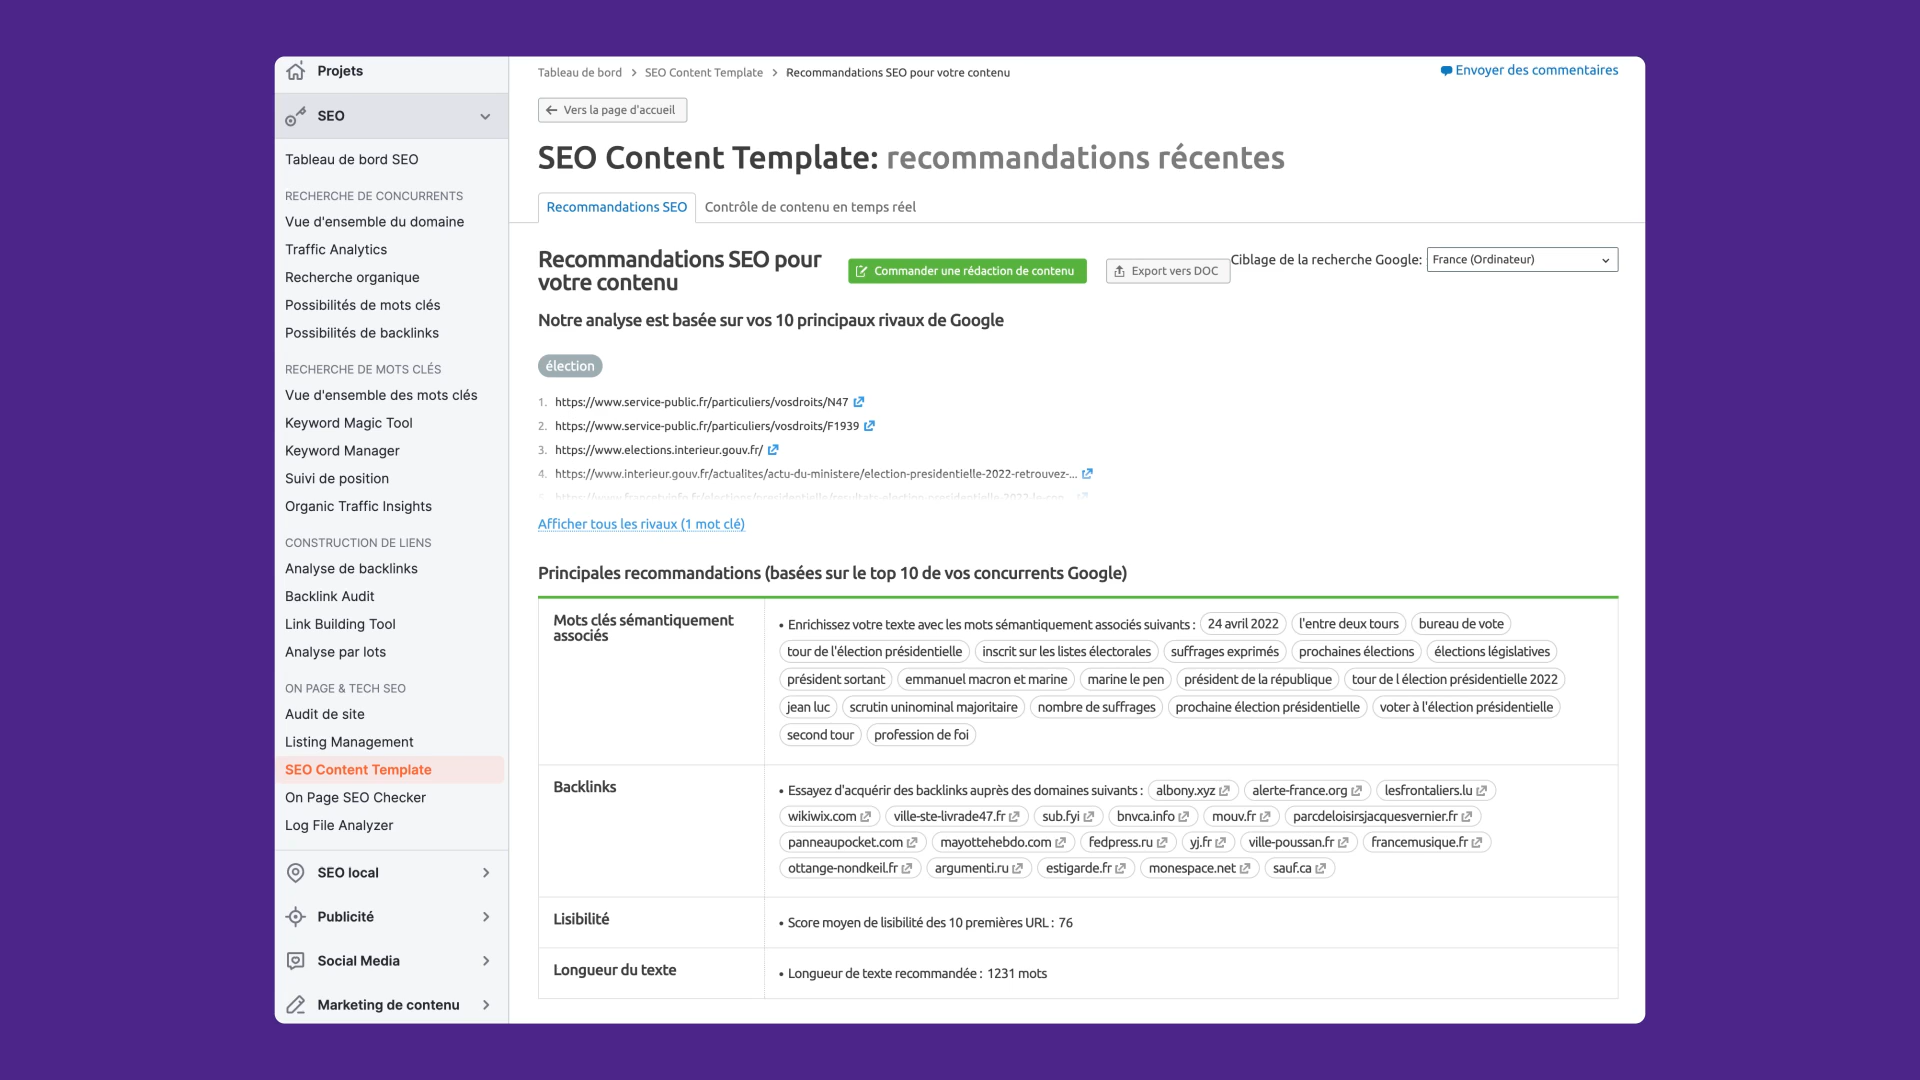 Projets
SEO
Tableau de bord SEO
RECHERCHE DE CONCURRENTS
Vue d'ensemble du domaine
Traffic Analytics
Recherche organique
Possibilités de mots clés
Possibilités de backlinks
RECHERCHE DE MOTS CLÉS
Vue d'ensemble des mots clés
Keyword Magic Tool
Keyword Manager
Suivi de position
Organic Traffic Insights
CONSTRUCTION DE LIENS
Analyse de backlinks
Backlink Audit
Link Building Tool
Analyse par lots
ON PAGE & TECH SEO
Audit de site
Listing Management
SEO Content Template
On Page SEO Checker
Log File Analyzer
SEO local
Publicité
Social Media
Marketing de contenu
Tableau de bord > SEO Content Template > Recommandations SEO pour votre contenu
Envoyer des commentaires
← Vers la page d'accueil
SEO Content Template: recommandations récentes
Recommandations SEO Contrôle de contenu en temps réel
Recommandations SEO pour
votre contenu
Commander une rédaction de contenu
Export vers DOC
Ciblage de la recherche Google: France (Ordinateur)
Notre analyse est basée sur vos 10 principaux rivaux de Google
élection
1. https://www.service-public.fr/particuliers/vosdroits/N47
2. https://www.service-public.fr/particuliers/vosdroits/F1939
3. https://www.elections.interieur.gouv.fr/
4. https://www.interieur.gouv.fr/actualites/actu-du-ministere/election-presidentielle-2022-retrouvez-...
5. https://www.francetvinfo.fr/elections/presidentielle/resultats-election-presidentielle-2022-le-con...
Afficher tous les rivaux (1 mot clé)
Principales recommandations (basées sur le top 10 de vos concurrents Google)
Mots clés sémantiquement
associés
• Enrichissez votre texte avec les mots sémantiquement associés suivants : 24 avril 2022 l'entre deux tours bureau de vote
tour de l'élection présidentielle inscrit sur les listes électorales suffrages exprimés prochaines élections élections législatives
président sortant emmanuel macron et marine marine le pen président de la république tour de l élection présidentielle 2022
jean luc scrutin uninominal majoritaire nombre de suffrages prochaine élection présidentielle voter à l'élection présidentielle
second tour profession de foi
Backlinks
• Essayez d'acquérir des backlinks auprès des domaines suivants : albony.xyz alerte-france.org lesfrontaliers.lu
wikiwix.com ville-ste-livrade47.fr sub.fyi bnvca.info mouv.fr parcdeloisirsjacquesvernier.fr
panneaupocket.com mayottehebdo.com fedpress.ru yj.fr ville-poussan.fr francemusique.fr
ottange-nondkeil.fr argumenti.ru estigarde.fr monespace.net sauf.ca
Lisibilité
• Score moyen de lisibilité des 10 premières URL : 76
Longueur du texte
• Longueur de texte recommandée : 1231 mots